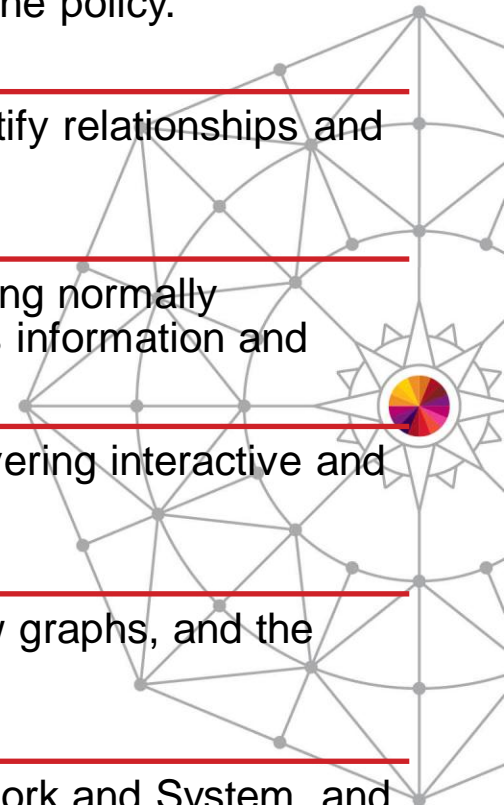 he policy.
tify relationships and
ng normally
s information and
vering interactive and
w graphs, and the
ork and System, and